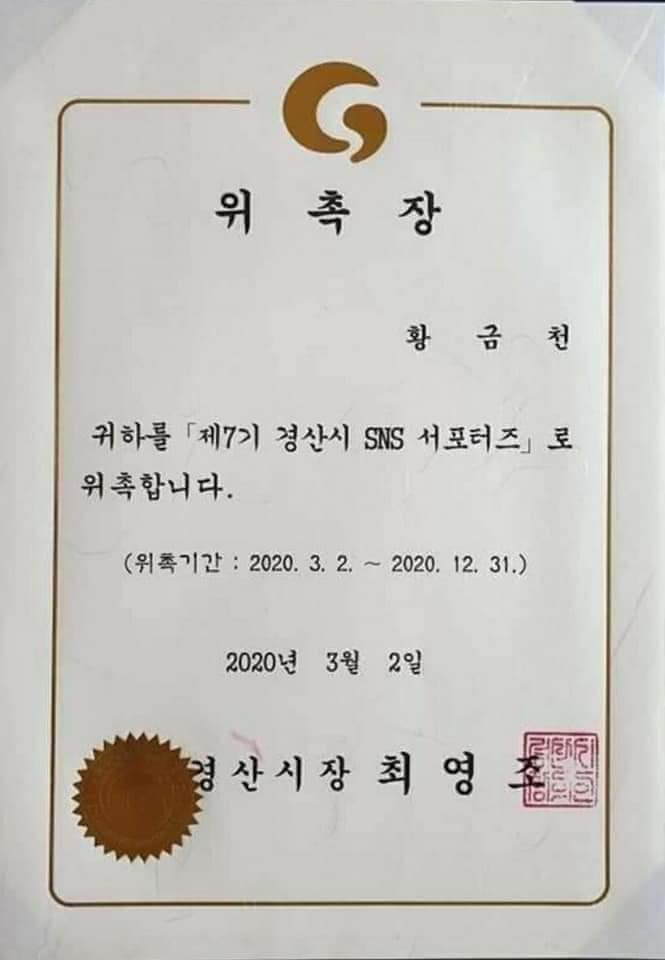 위 촉 장
황 금 천
귀하를 「제7기 경산시 SNS 서포터즈」로
위촉합니다.
(위촉기간 : 2020. 3. 2. ~ 2020. 12. 31.)
2020년 3월 2일
경산시장 최 영 조